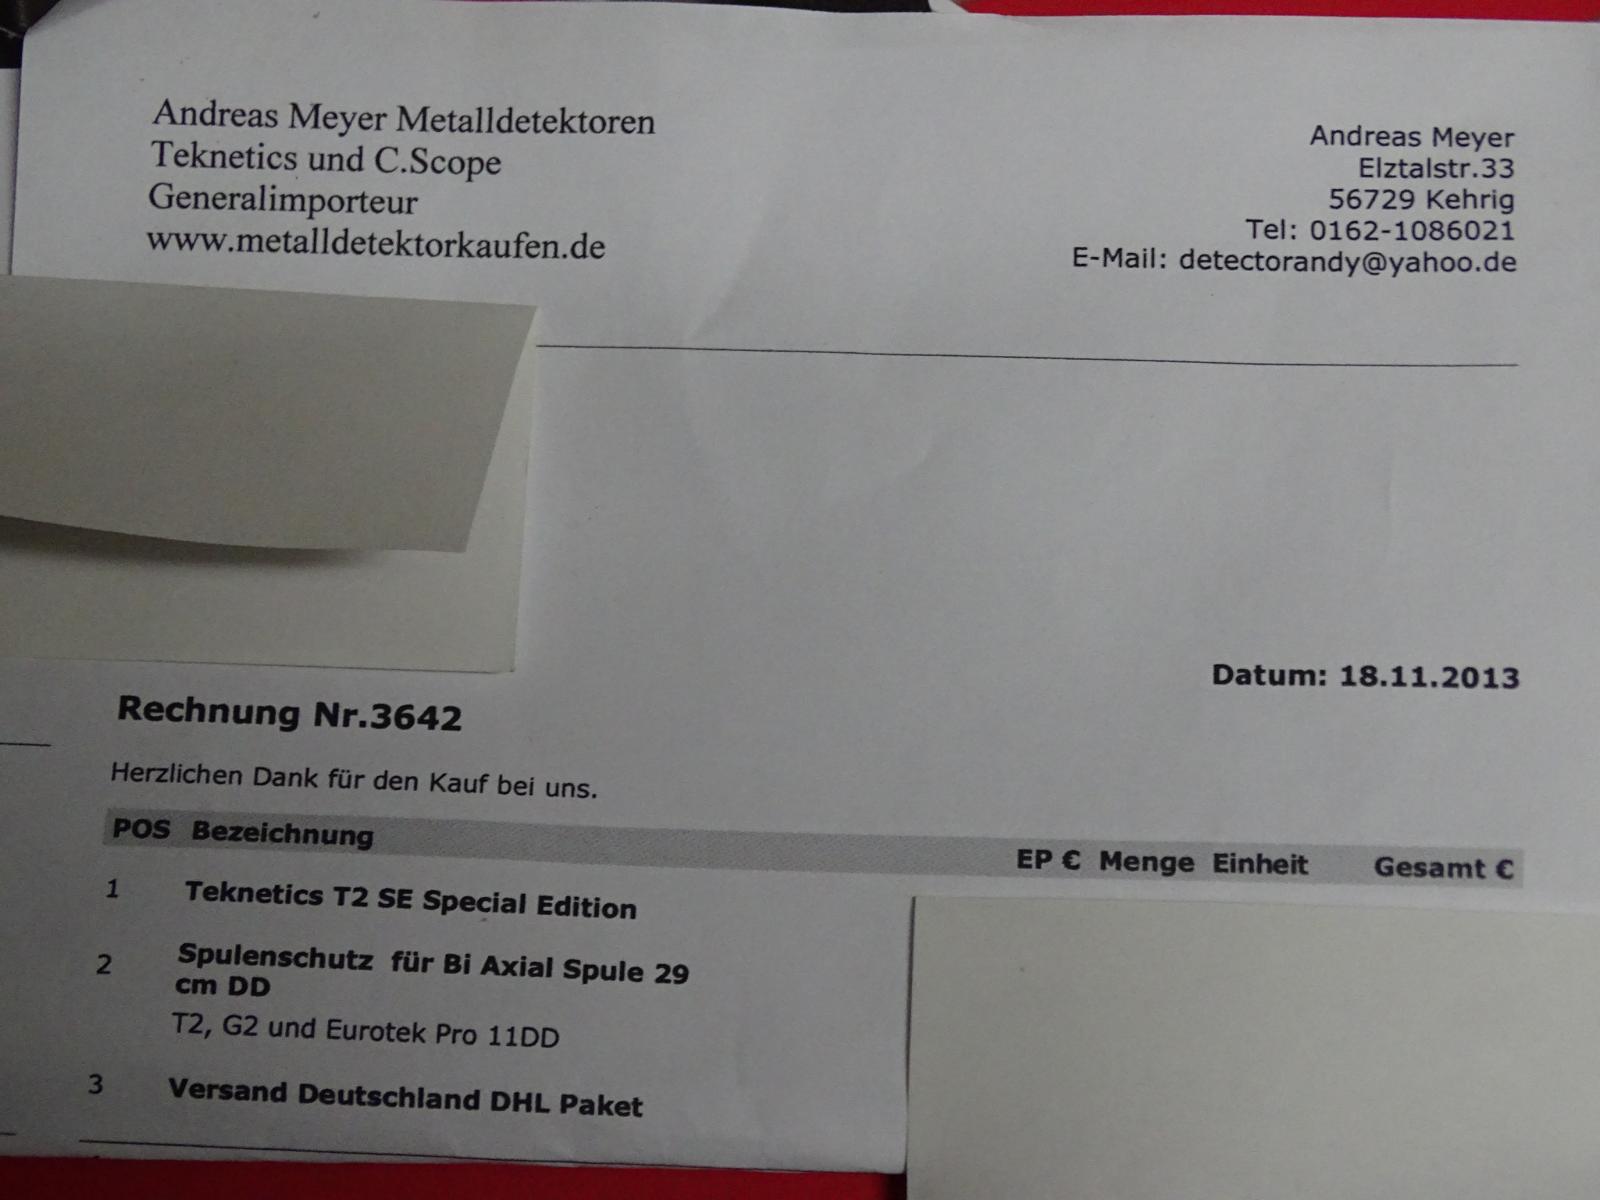 Andreas Meyer Metalldetektoren
Teknetics und C.Scope
Generalimporteur
www.metalldetektorkaufen.de
Andreas Meyer
Elztalstr.33
56729 Kehrig
Tel: 0162-1086021
E-Mail: detectorandy@yahoo.de
Datum: 18.11.2013
Rechnung Nr.3642
Herzlichen Dank für den Kauf bei uns.
POS Bezeichnung EP € Menge Einheit Gesamt €
1 Teknetics T2 SE Special Edition
2 Spulenschutz für Bi Axial Spule 29
cm DD
T2, G2 und Eurotek Pro 11DD
3 Versand Deutschland DHL Paket